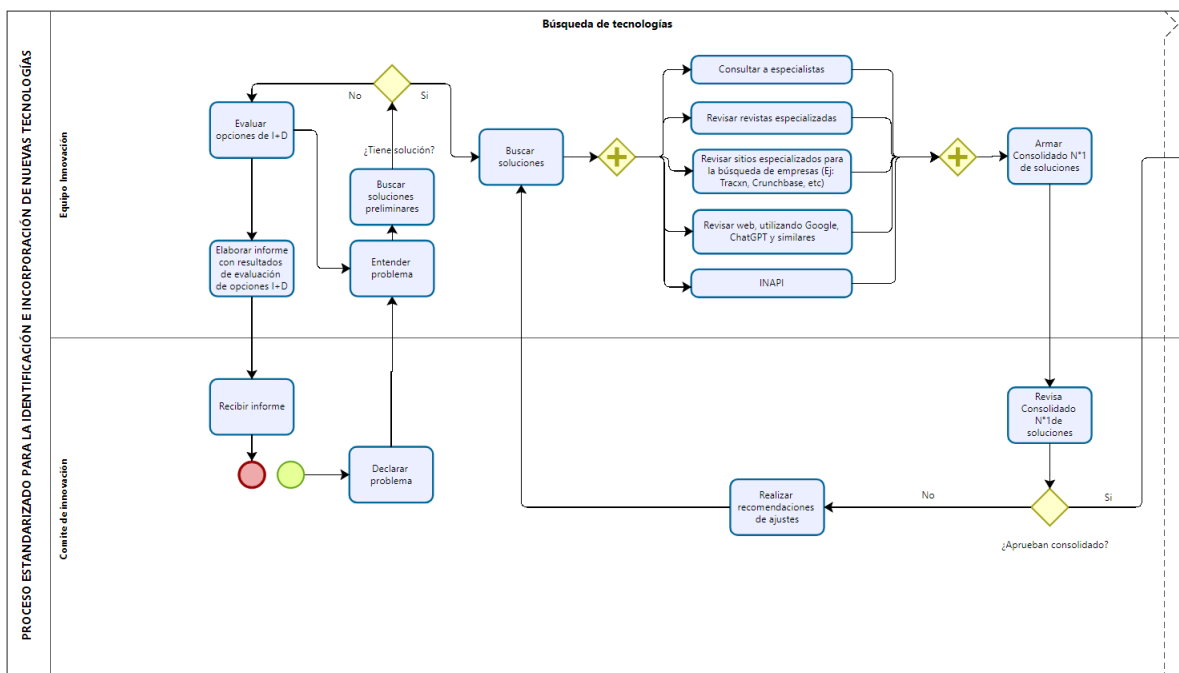 PROCESO ESTANDARIZADO PARA LA IDENTIFICACIÓN E INCORPORACIÓN DE NUEVAS TECNOLOGÍAS
Búsqueda de tecnologías
Equipo Innovación
No
Si
Evaluar
opciones de I+D
¿Tiene solución?
Buscar
soluciones
preliminares
Elaborar informe
con resultados
de evaluación
de opciones I+D
Entender
problema
Buscar
soluciones
Consultar a especialistas
Revisar revistas especializadas
Revisar sitios especializados para
la búsqueda de empresas (Ej:
Tracxn, Crunchbase, etc)
Revisar web, utilizando Google,
ChatGPT y similares
INAPI
Armar
Consolidado N°1
de soluciones
Comite de innovación
Recibir informe
Declarar
problema
Realizar
recomendaciones
de ajustes
No
Revisa
Consolidado
N°1de
soluciones
Si
¿Aprueban consolidado?